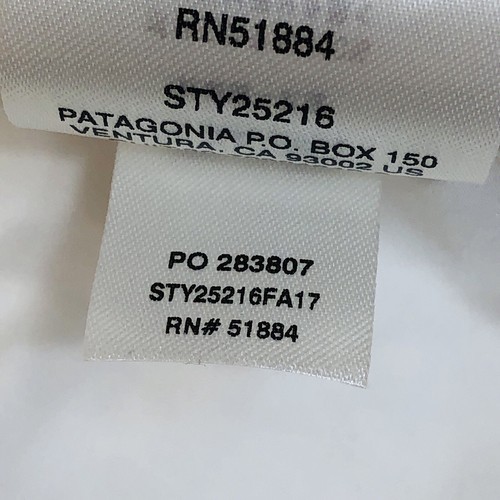 RN51884
STY25216
PATAGONIA P.O. BOX 150
VENTURA, CA 93002 US
PO 283807
STY25216FA17
RN# 51884